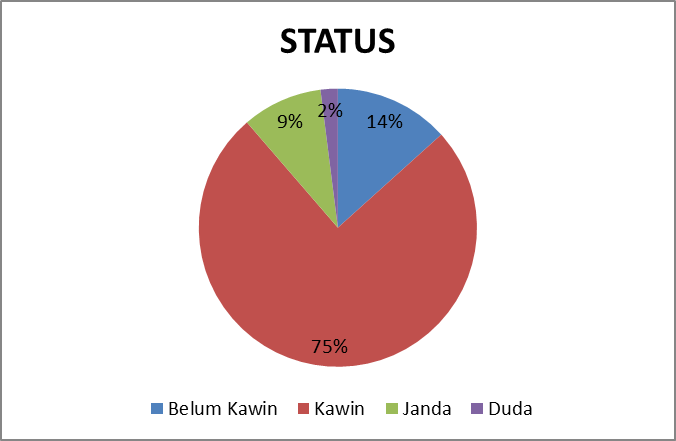 STATUS
2%
14%
9%
75%
Belum Kawin Kawin Janda Duda